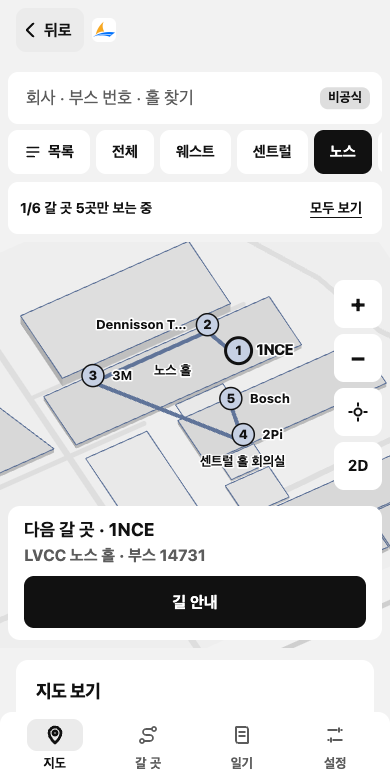 뒤로
회사 · 부스 번호 · 홀 찾기
비공식
목록
전체
웨스트
센트럴
노스
1/6 갈 곳 5곳만 보는 중
모두 보기
Dennisson T...
2
1
1NCE
3
3M
노스 홀
5
Bosch
4
2Pi
센트럴 홀 회의실
+
−
2D
다음 갈 곳 · 1NCE
LVCC 노스 홀 · 부스 14731
길 안내
지도 보기
지도
갈 곳
일기
설정